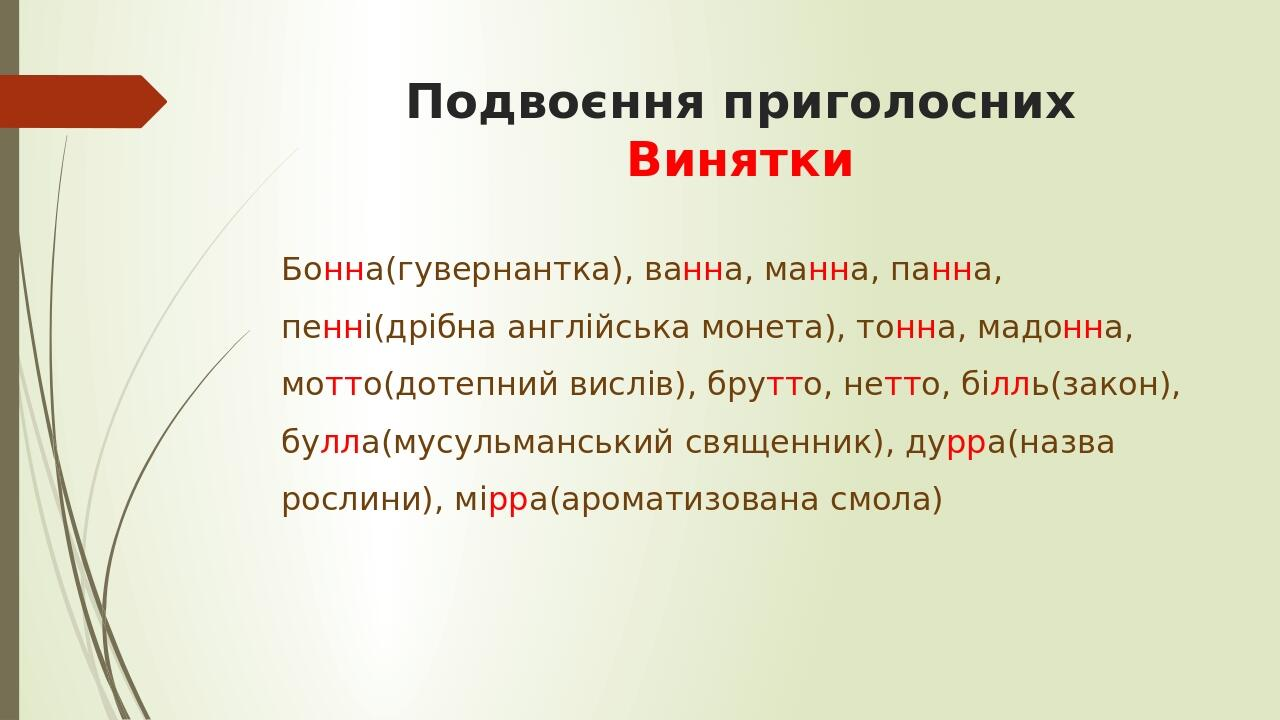 Подвоєння приголосних
Винятки
Бонна(гувернантка), ванна, манна, панна,
пенні(дрібна англійська монета), тонна, мадонна,
мотто(дотепний вислів), брутто, нетто, білль(закон),
булла(мусульманський священник), дурра(назва
рослини), мірра(ароматизована смола)